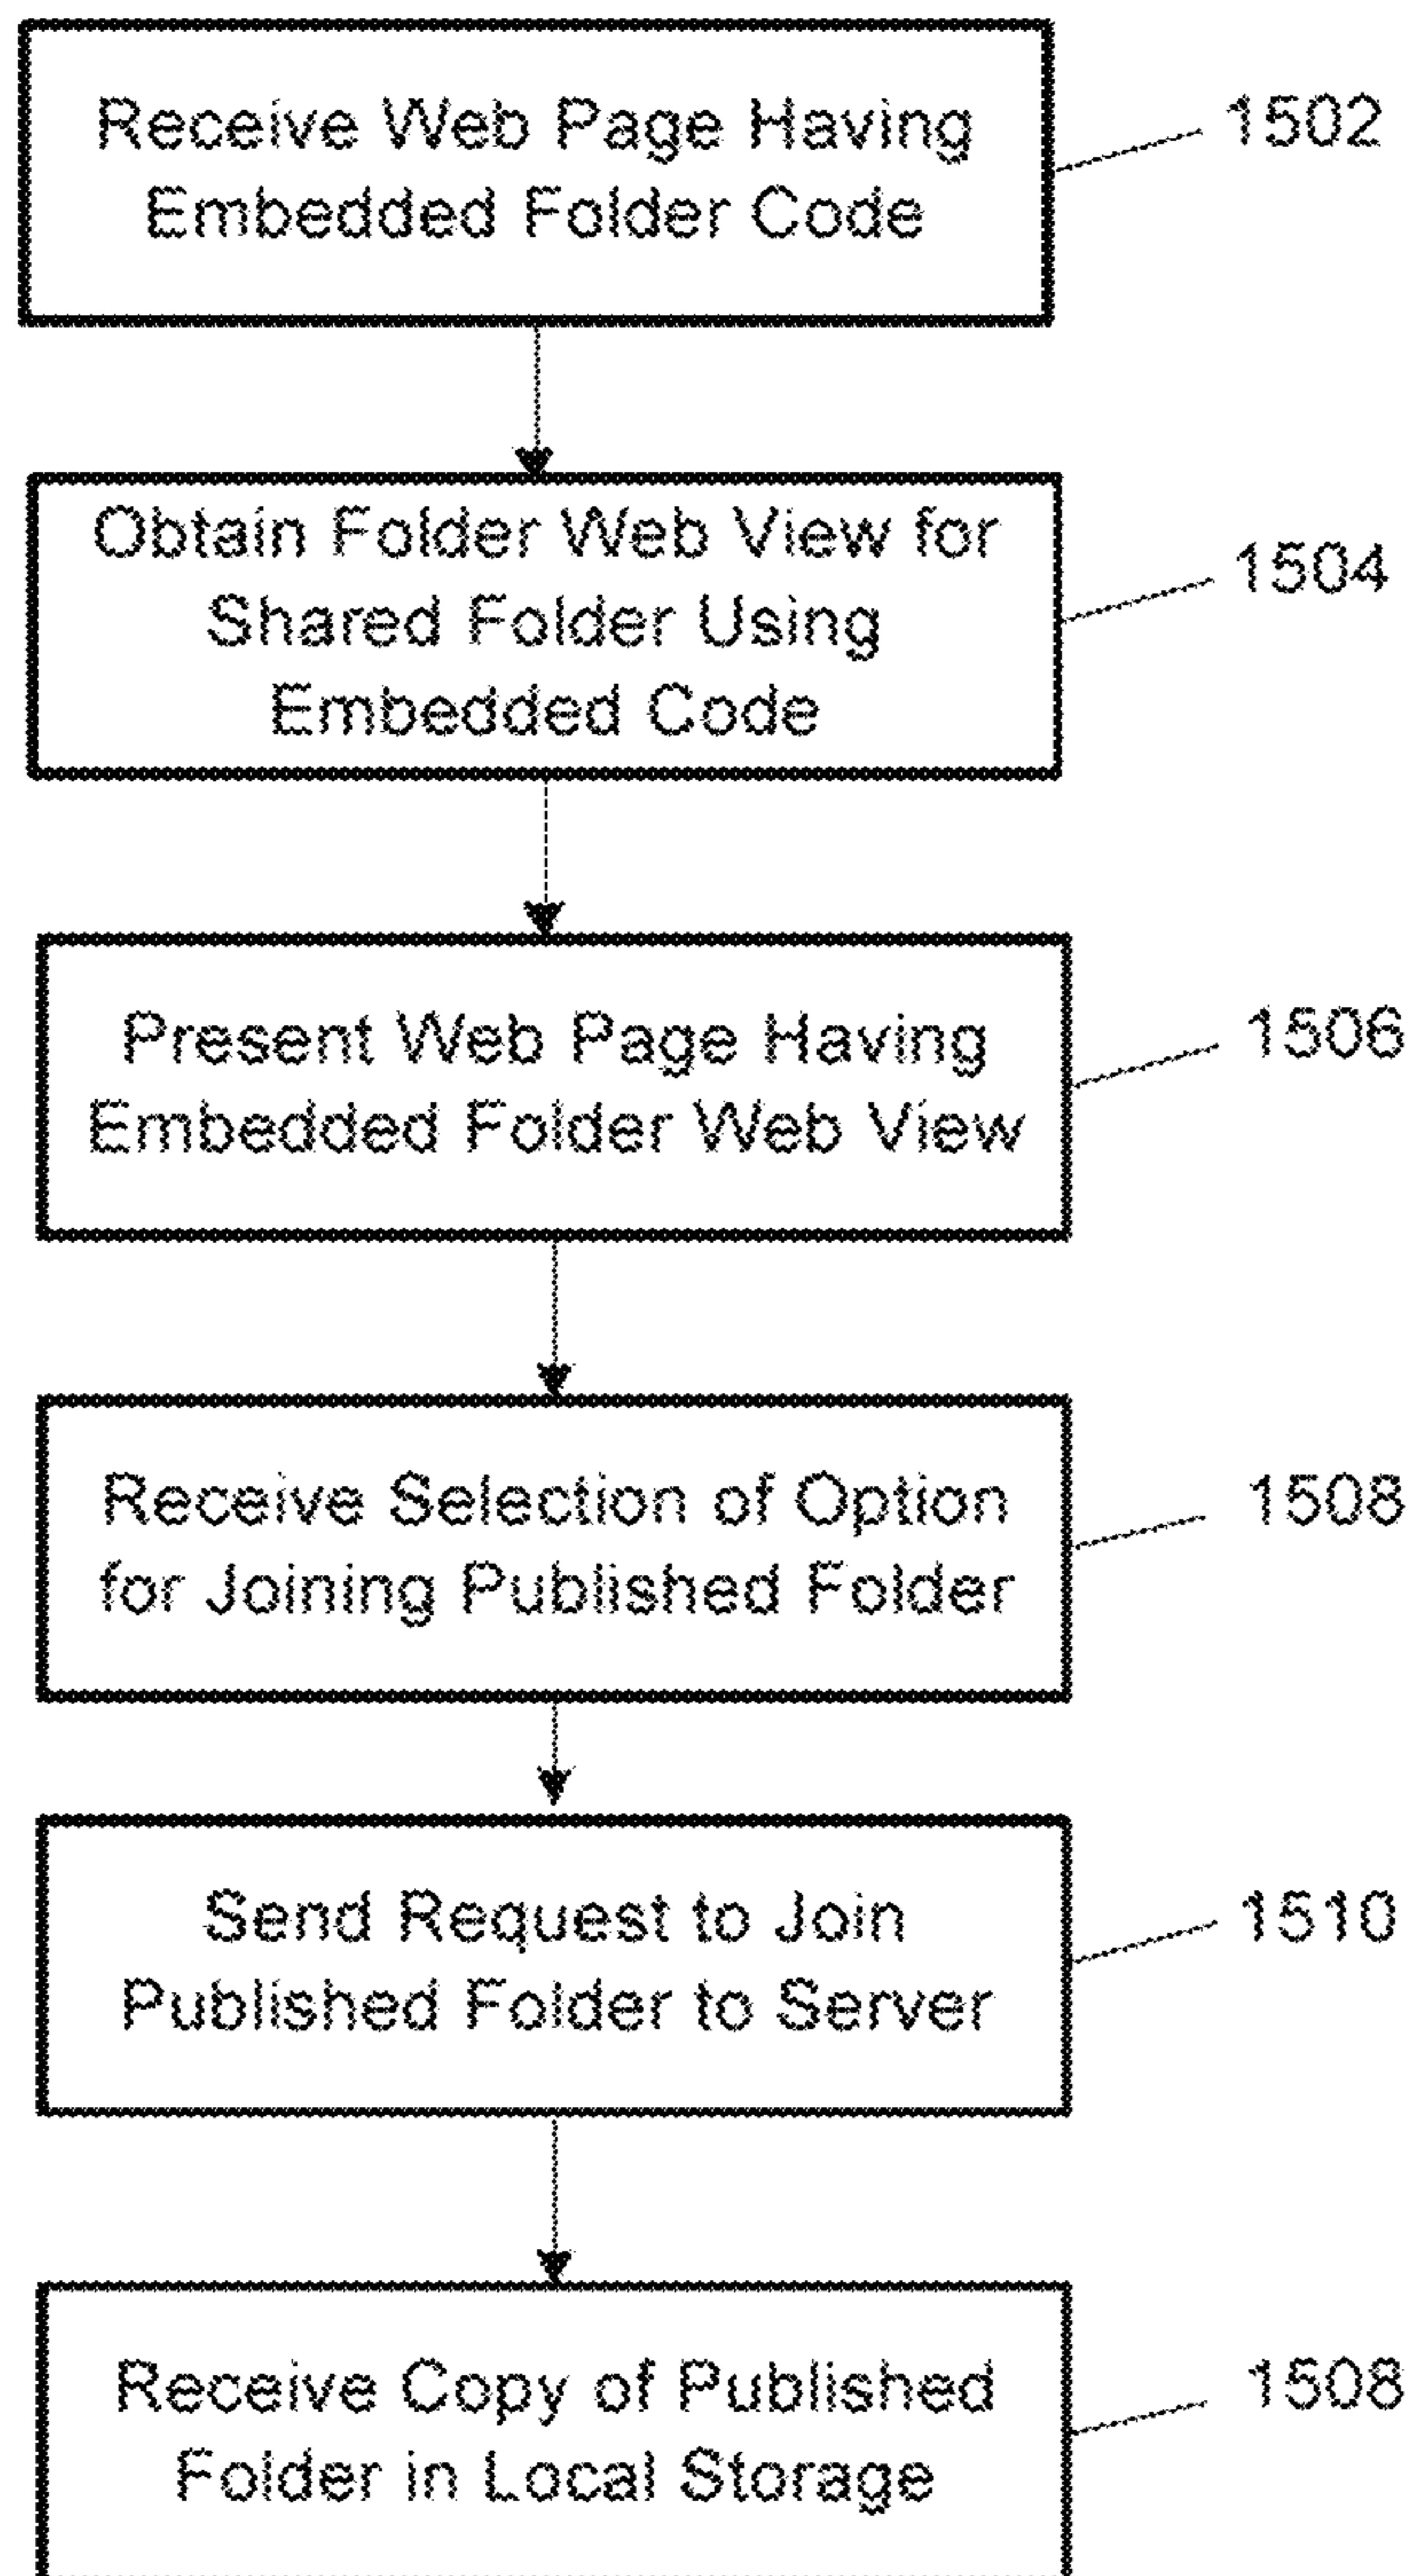 Receive Web Page Having
Embedded Folder Code
1502
Obtain Folder Web View for
Shared Folder Using
Embedded Code
1504
Present Web Page Having
Embedded Folder Web View
1506
Receive Selection of Option
for Joining Published Folder
1508
Send Request to Join
Published Folder to Server
1510
Receive Copy of Published
Folder in Local Storage
1508